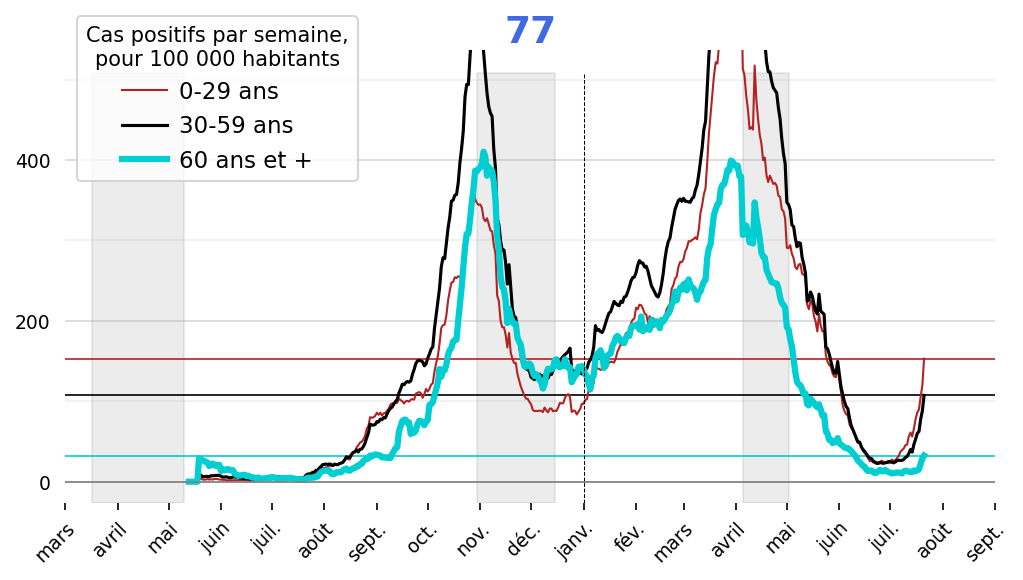 77
Cas positifs par semaine,
pour 100 000 habitants
0-29 ans
30-59 ans
60 ans et +
400
200
0
mars
avril
mai
juin
juil.
août
sept.
oct.
nov.
déc.
janv.
fév.
mars
avril
mai
juin
juil.
août
sept.